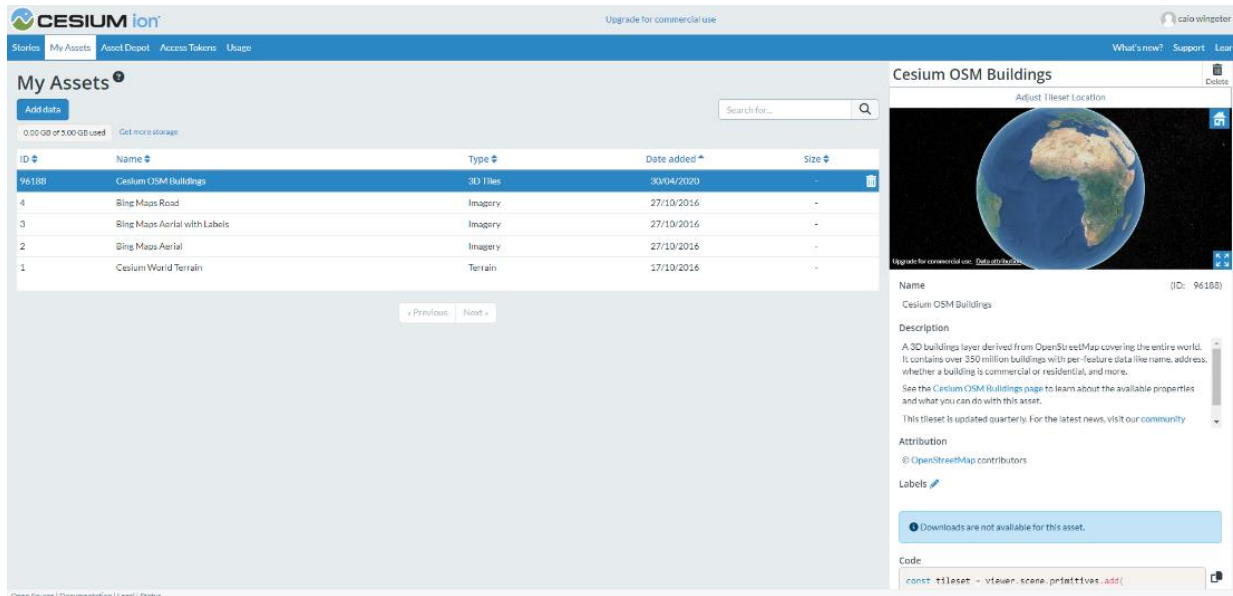 CESIUM ion
Upgrade for commercial use
caio wingeter
Stories My Assets Asset Depot Access Tokens Usage
What's new? Support Lear
My Assets
Add data
Search for...
0.00 GB of 5.00 GB used Get more storage
ID Name Type Date added Size
96188 Cesium OSM Buildings 3D Tiles 30/04/2020 -
4 Bing Maps Road Imagery 27/10/2016 -
3 Bing Maps Aerial with Labels Imagery 27/10/2016 -
2 Bing Maps Aerial Imagery 27/10/2016 -
1 Cesium World Terrain Terrain 17/10/2016 -
« Previous Next »
Cesium OSM Buildings
Delete
Adjust Tileset Location
Upgrade for commercial use. Data attribution
Name (ID: 96188)
Cesium OSM Buildings
Description
A 3D buildings layer derived from OpenStreetMap covering the entire world.
It contains over 350 million buildings with per-feature data like name, address,
whether a building is commercial or residential, and more.
See the Cesium OSM Buildings page to learn about the available properties
and what you can do with this asset.
This tileset is updated quarterly. For the latest news, visit our community
Attribution
© OpenStreetMap contributors
Labels
Downloads are not available for this asset.
Code
const tileset = viewer.scene.primitives.add(
Open Source | Documentation | Legal | Status